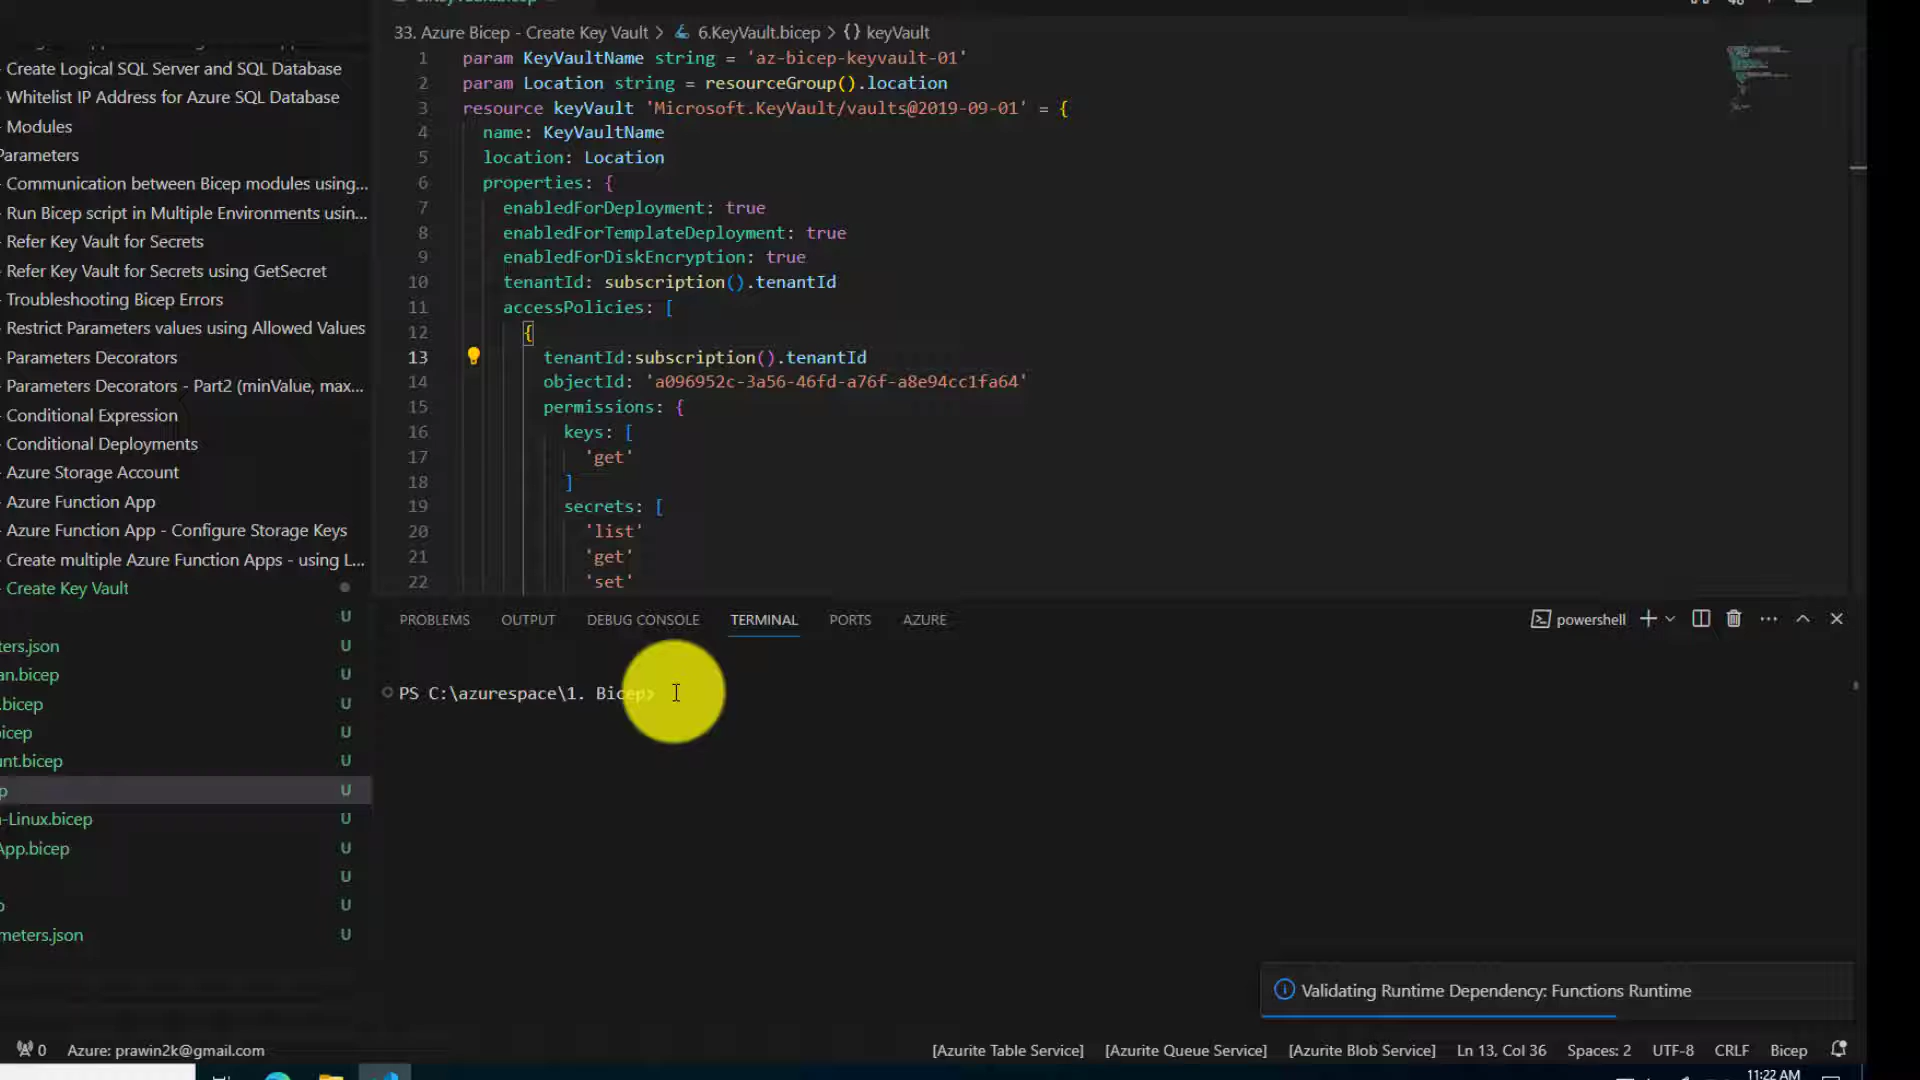 33. Azure Bicep - Create Key Vault > 6.KeyVault.bicep > {} keyVault
1 param KeyVaultName string = 'az-bicep-keyvault-01'
2 param Location string = resourceGroup().location
3 resource keyVault 'Microsoft.KeyVault/vaults@2019-09-01' = {
4 name: KeyVaultName
5 location: Location
6 properties: {
7 enabledForDeployment: true
8 enabledForTemplateDeployment: true
9 enabledForDiskEncryption: true
10 tenantId: subscription().tenantId
11 accessPolicies: [
12 {
13 tenantId:subscription().tenantId
14 objectId: 'a096952c-3a56-46fd-a76f-a8e94cc1fa64'
15 permissions: {
16 keys: [
17 'get'
18 ]
19 secrets: [
20 'list'
21 'get'
22 'set'
Create Logical SQL Server and SQL Database
Whitelist IP Address for Azure SQL Database
Modules
Parameters
Communication between Bicep modules using...
Run Bicep script in Multiple Environments usin...
Refer Key Vault for Secrets
Refer Key Vault for Secrets using GetSecret
Troubleshooting Bicep Errors
Restrict Parameters values using Allowed Values
Parameters Decorators
Parameters Decorators - Part2 (minValue, max...
Conditional Expression
Conditional Deployments
Azure Storage Account
Azure Function App
Azure Function App - Configure Storage Keys
Create multiple Azure Function Apps - using L...
Create Key Vault
U
ters.json U
an.bicep U
.bicep U
icep U
nt.bicep U
p U
-Linux.bicep U
App.bicep U
U
U
meters.json U
PROBLEMS OUTPUT DEBUG CONSOLE TERMINAL PORTS AZURE
powershell
PS C:\azurespace\1. Bicep>
Validating Runtime Dependency: Functions Runtime
0 Azure: prawin2k@gmail.com
[Azurite Table Service] [Azurite Queue Service] [Azurite Blob Service] Ln 13, Col 36 Spaces: 2 UTF-8 CRLF Bicep
11:22 AM